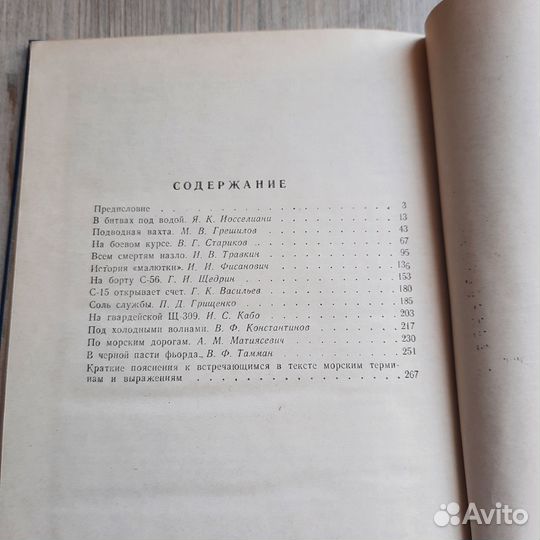 СОДЕРЖАНИЕ
Предисловие . . . . . . . . . . . . . . . . 3
В битвах под водой. Я. К. Иосселиани . . . . . . . . 13
Подводная вахта. М. В. Грешилов . . . . . . . . . 43
На боевом курсе. В. Г. Стариков . . . . . . . . . 67
Всем смертям назло. И. В. Травкин . . . . . . . . 95
История «малютки». И. И. Фисанович . . . . . . . . 136
На борту С-56. Г. И. Щедрин . . . . . . . . . . 153
С-15 открывает счет. Г. К. Васильев . . . . . . . . 180
Соль службы. П. Д. Грищенко . . . . . . . . . . 185
На гвардейской Щ-309. И. С. Кабо . . . . . . . . 203
Под холодными волнами. В. Ф. Константинов . . . . . . 217
По морским дорогам. А. М. Матиясевич . . . . . . . 230
В черной пасти фьорда. В. Ф. Тамман . . . . . . . . 251
Краткие пояснения к встречающимся в тексте морским терми-
нам и выражениям . . . . . . . . . . . . . 267
Avito